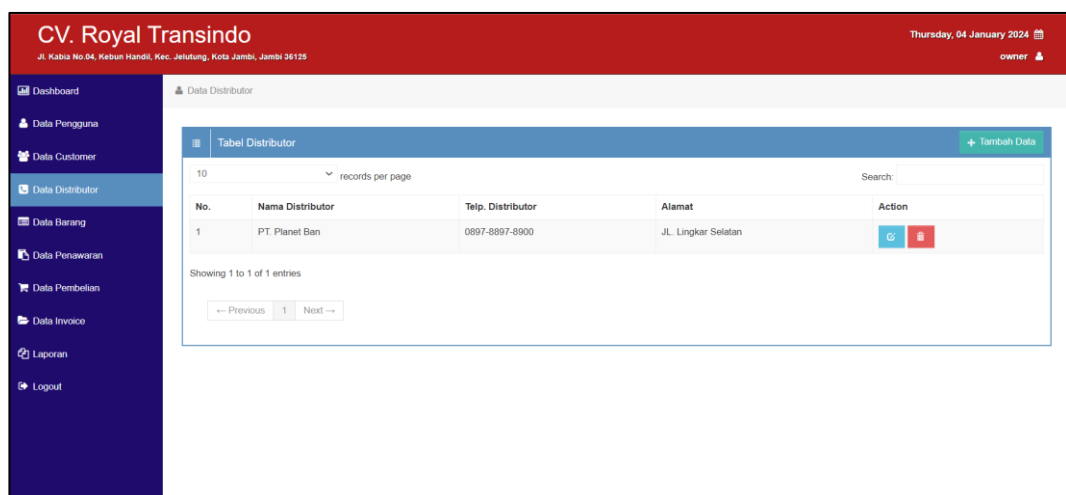 CV. Royal Transindo
Jl. Kabia No.04, Kebun Handil, Kec. Jelutung, Kota Jambi, Jambi 36125
Thursday, 04 January 2024
owner
Dashboard
Data Pengguna
Data Customer
Data Distributor
Data Barang
Data Penawaran
Data Pembelian
Data Invoice
Laporan
Logout
Data Distributor
Tabel Distributor
+ Tambah Data
10 records per page
Search:
No. Nama Distributor Telp. Distributor Alamat Action
1 PT. Planet Ban 0897-8897-8900 JL. Lingkar Selatan
Showing 1 to 1 of 1 entries
← Previous 1 Next →